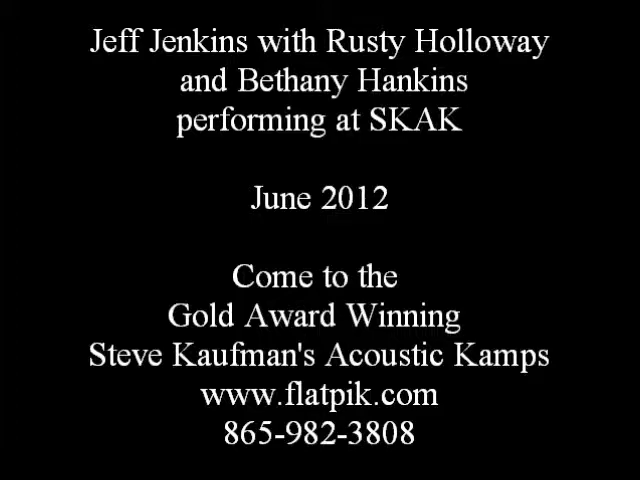 Jeff Jenkins with Rusty Holloway
and Bethany Hankins
performing at SKAK
June 2012
Come to the
Gold Award Winning
Steve Kaufman's Acoustic Kamps
www.flatpik.com
865-982-3808